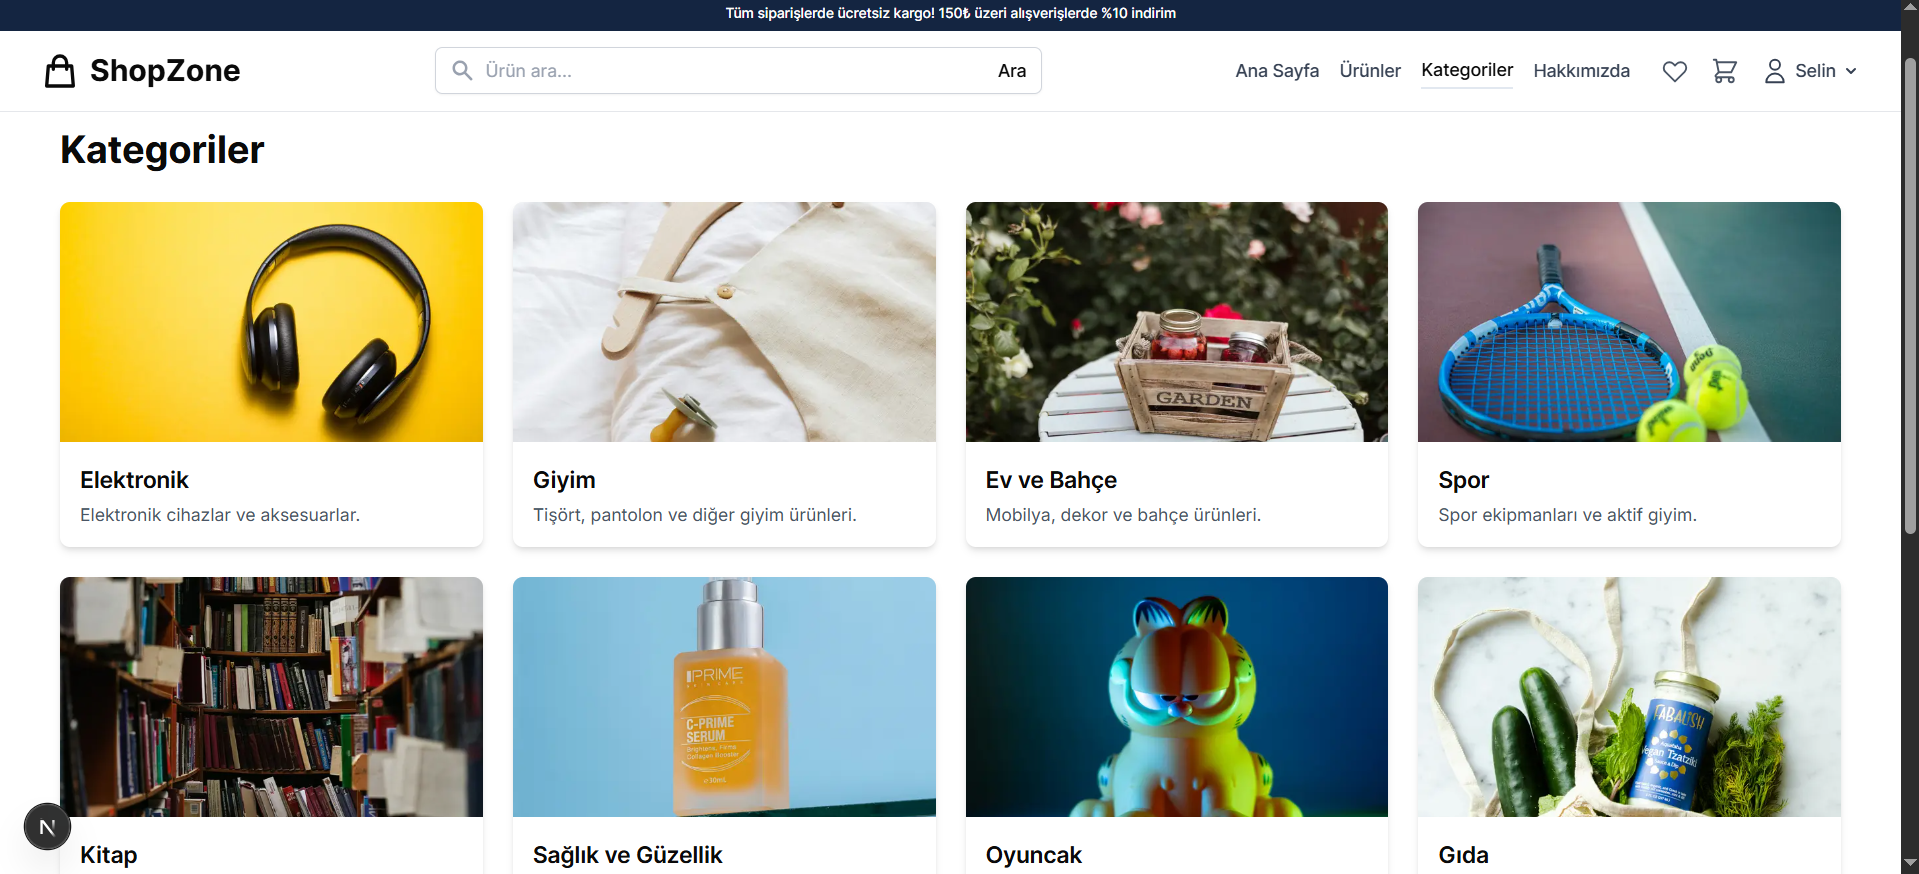 Tüm siparişlerde ücretsiz kargo! 150₺ üzeri alışverişlerde %10 indirim
ShopZone
Ürün ara...
Ara
Ana Sayfa
Ürünler
Kategoriler
Hakkımızda
Selin
Kategoriler
GARDEN
Elektronik
Elektronik cihazlar ve aksesuarlar.
Giyim
Tişört, pantolon ve diğer giyim ürünleri.
Ev ve Bahçe
Mobilya, dekor ve bahçe ürünleri.
Spor
Spor ekipmanları ve aktif giyim.
PRIME
C-PRIME
SERUM
Collagen Booster
FABALISH
Vegan Tzatziki
N
Kitap
Sağlık ve Güzellik
Oyuncak
Gıda